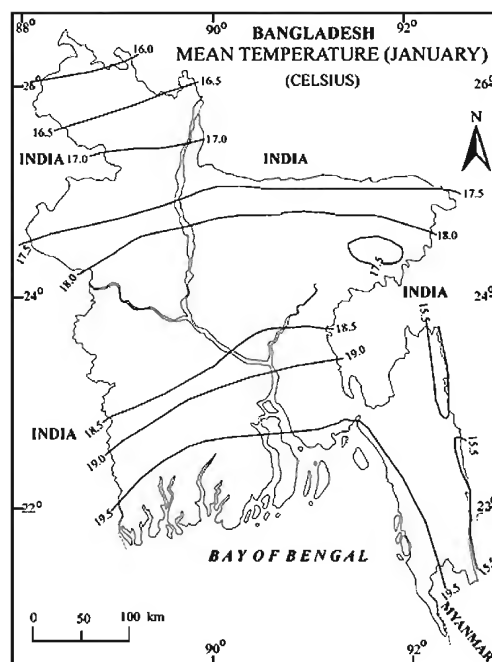 88° 90° 92°
BANGLADESH
MEAN TEMPERATURE (JANUARY)
(CELSIUS)
16.0
26° 26°
16.5
16.5
N
INDIA 17.0 17.0 INDIA
17.5
17.5
18.0
18.0
17.5
24° 24°
INDIA
15.5
18.5
19.0
18.5
INDIA
19.0
15.5
19.5
22° 23°
BAY OF BENGAL
15.5
19.5
MYANMAR
0 50 100 km
90° 92°